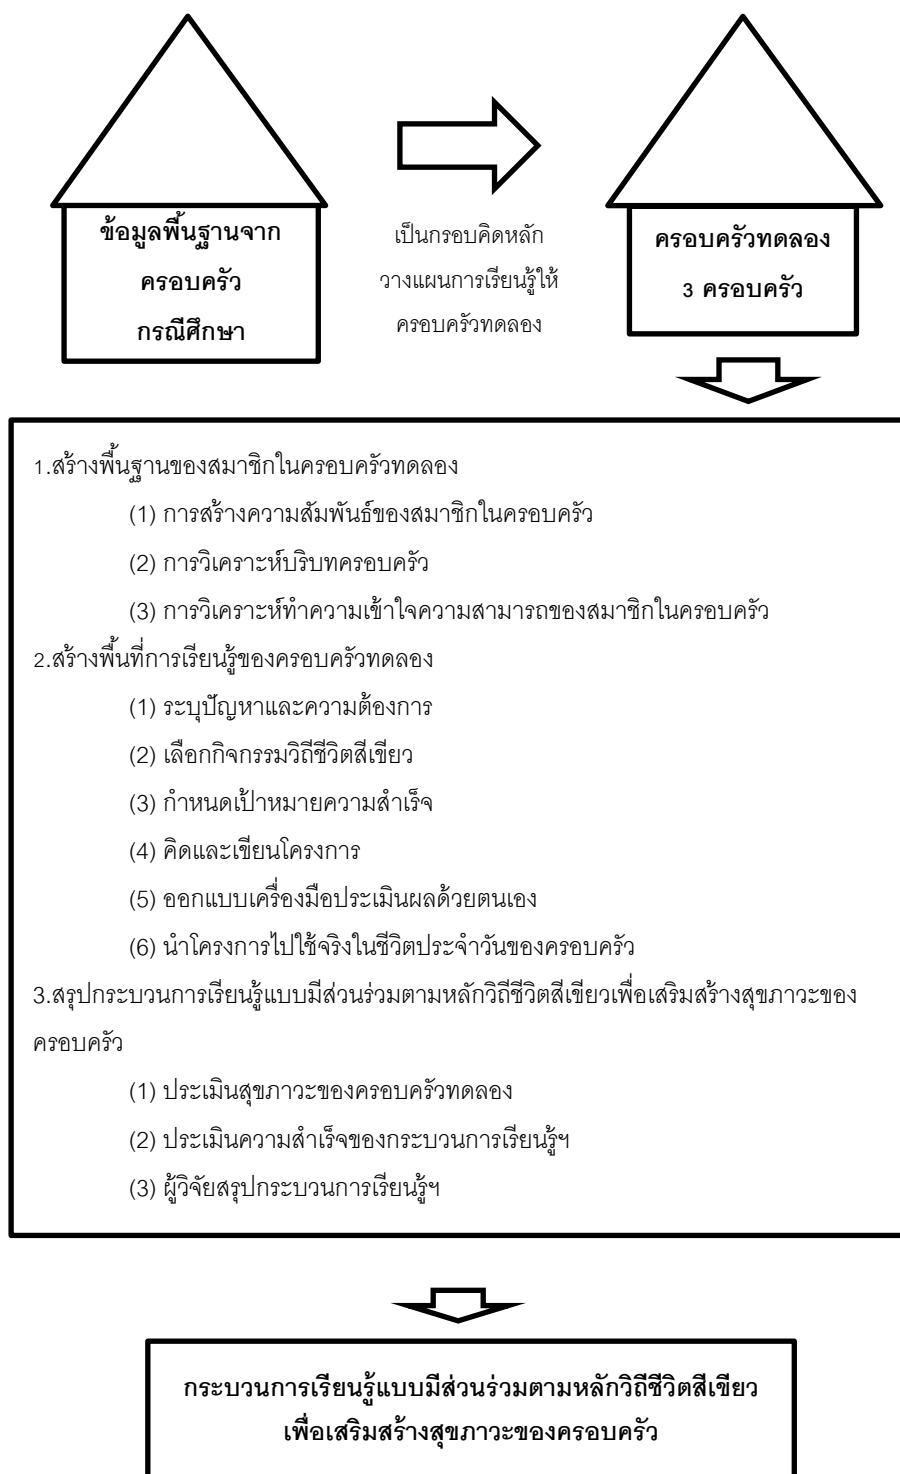 ข้อมูลพื้นฐานจาก
ครอบครัว
กรณีศึกษา
เป็นกรอบคิดหลัก
วางแผนการเรียนรู้ให้
ครอบครัวทดลอง
ครอบครัวทดลอง
3 ครอบครัว
1.สร้างพื้นฐานของสมาชิกในครอบครัวทดลอง
(1) การสร้างความสัมพันธ์ของสมาชิกในครอบครัว
(2) การวิเคราะห์บริบทครอบครัว
(3) การวิเคราะห์ทำความเข้าใจความสามารถของสมาชิกในครอบครัว
2.สร้างพื้นที่การเรียนรู้ของครอบครัวทดลอง
(1) ระบุปัญหาและความต้องการ
(2) เลือกกิจกรรมวิถีชีวิตสีเขียว
(3) กำหนดเป้าหมายความสำเร็จ
(4) คิดและเขียนโครงการ
(5) ออกแบบเครื่องมือประเมินผลด้วยตนเอง
(6) นำโครงการไปใช้จริงในชีวิตประจำวันของครอบครัว
3.สรุปกระบวนการเรียนรู้แบบมีส่วนร่วมตามหลักวิถีชีวิตสีเขียวเพื่อเสริมสร้างสุขภาวะของ
ครอบครัว
(1) ประเมินสุขภาวะของครอบครัวทดลอง
(2) ประเมินความสำเร็จของกระบวนการเรียนรู้ฯ
(3) ผู้วิจัยสรุปกระบวนการเรียนรู้ฯ
กระบวนการเรียนรู้แบบมีส่วนร่วมตามหลักวิถีชีวิตสีเขียว
เพื่อเสริมสร้างสุขภาวะของครอบครัว